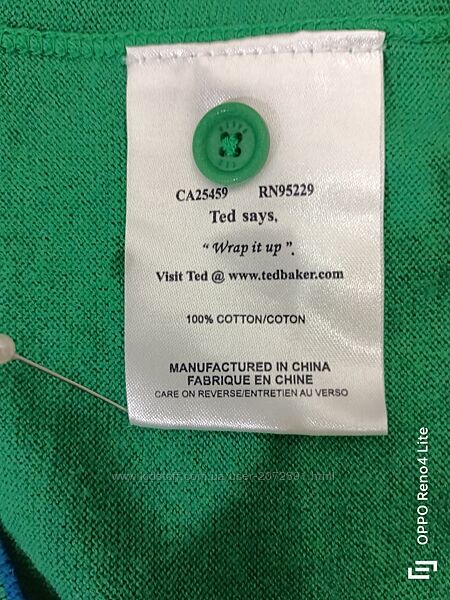 CA25459 RN95229
Ted says,
“Wrap it up”.
Visit Ted @ www.tedbaker.com
100% COTTON/COTON
MANUFACTURED IN CHINA
FABRIQUE EN CHINE
CARE ON REVERSE/ENTRETIEN AU VERSO
OPPO Reno4 Lite